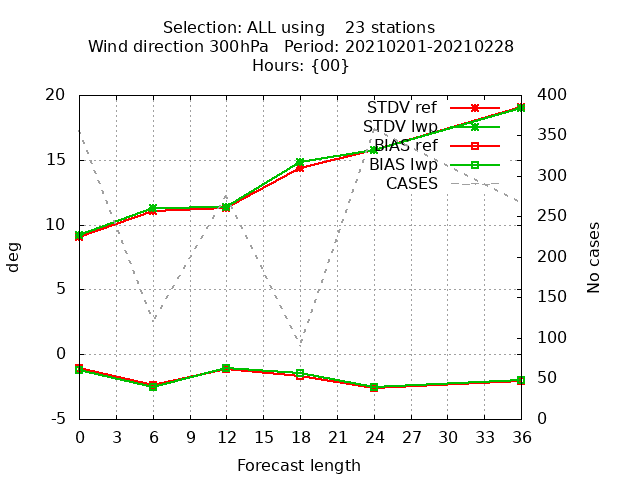 Selection: ALL using    23 stations
Wind direction 300hPa   Period: 20210201-20210228
Hours: {00}
20
15
10
5
0
-5
deg
STDV ref
STDV lwp
BIAS ref
BIAS lwp
CASES
400
350
300
250
200
150
100
50
0
No cases
0 3 6 9 12 15 18 21 24 27 30 33 36
Forecast length